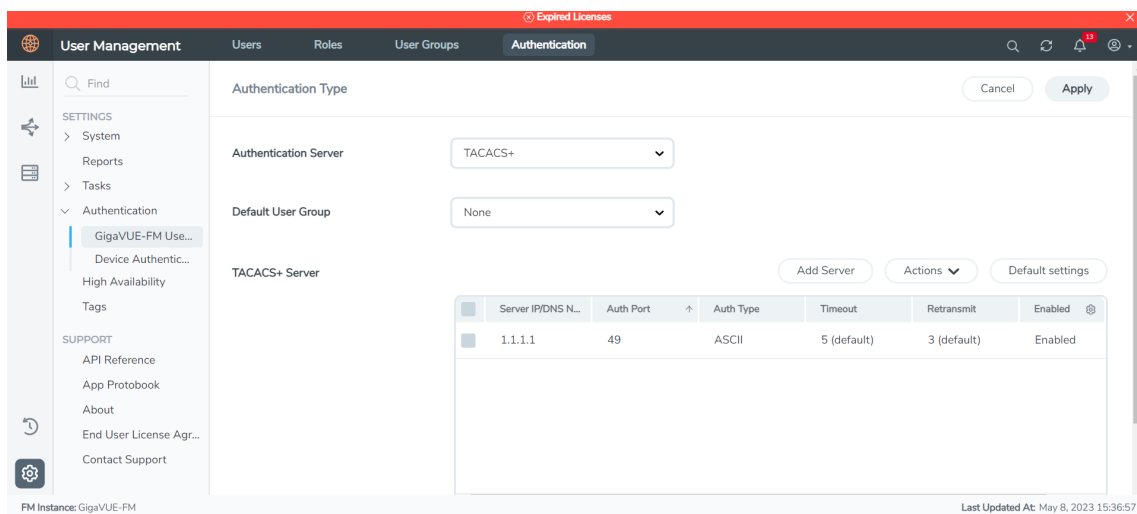 Expired Licenses
User Management
Users
Roles
User Groups
Authentication
13
Find
Authentication Type
Cancel
Apply
SETTINGS
System
Reports
Tasks
Authentication
GigaVUE-FM Use...
Device Authentic...
High Availability
Tags
SUPPORT
API Reference
App Protobook
About
End User License Agr...
Contact Support
Authentication Server
TACACS+
Default User Group
None
TACACS+ Server
Add Server
Actions
Default settings
Server IP/DNS N... Auth Port Auth Type Timeout Retransmit Enabled
1.1.1.1 49 ASCII 5 (default) 3 (default) Enabled
FM Instance: GigaVUE-FM
Last Updated At: May 8, 2023 15:36:57